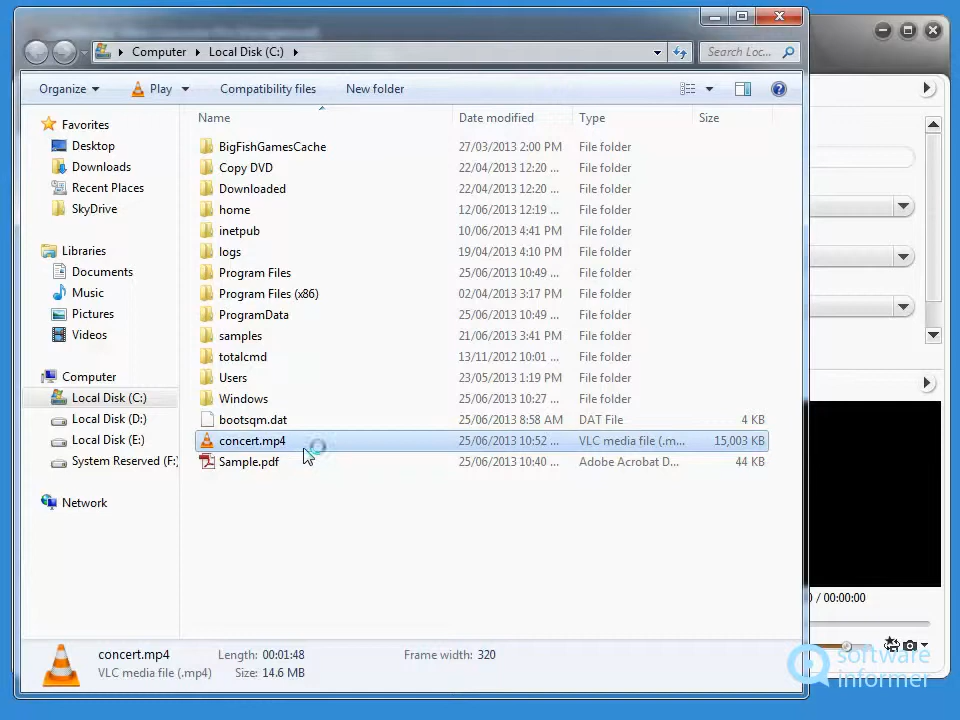 Computer Local Disk (C:)
Search Loc...
Organize Play Compatibility files New folder
Name Date modified Type Size
Favorites
Desktop
Downloads
Recent Places
SkyDrive
Libraries
Documents
Music
Pictures
Videos
Computer
Local Disk (C:)
Local Disk (D:)
Local Disk (E:)
System Reserved (F:)
Network
BigFishGamesCache 27/03/2013 2:00 PM File folder
Copy DVD 22/04/2013 12:20 ... File folder
Downloaded 22/04/2013 12:20 ... File folder
home 12/06/2013 12:19 ... File folder
inetpub 10/06/2013 4:41 PM File folder
logs 19/04/2013 4:10 PM File folder
Program Files 25/06/2013 10:49 ... File folder
Program Files (x86) 02/04/2013 3:17 PM File folder
ProgramData 25/06/2013 10:49 ... File folder
samples 21/06/2013 3:41 PM File folder
totalcmd 13/11/2012 10:01 ... File folder
Users 23/05/2013 1:19 PM File folder
Windows 25/06/2013 10:27 ... File folder
bootsqm.dat 25/06/2013 8:58 AM DAT File 4 KB
concert.mp4 25/06/2013 10:52 ... VLC media file (.m... 15,003 KB
Sample.pdf 25/06/2013 10:40 ... Adobe Acrobat D... 44 KB
/ 00:00:00
concert.mp4 Length: 00:01:48 Frame width: 320
VLC media file (.mp4) Size: 14.6 MB
software
informer